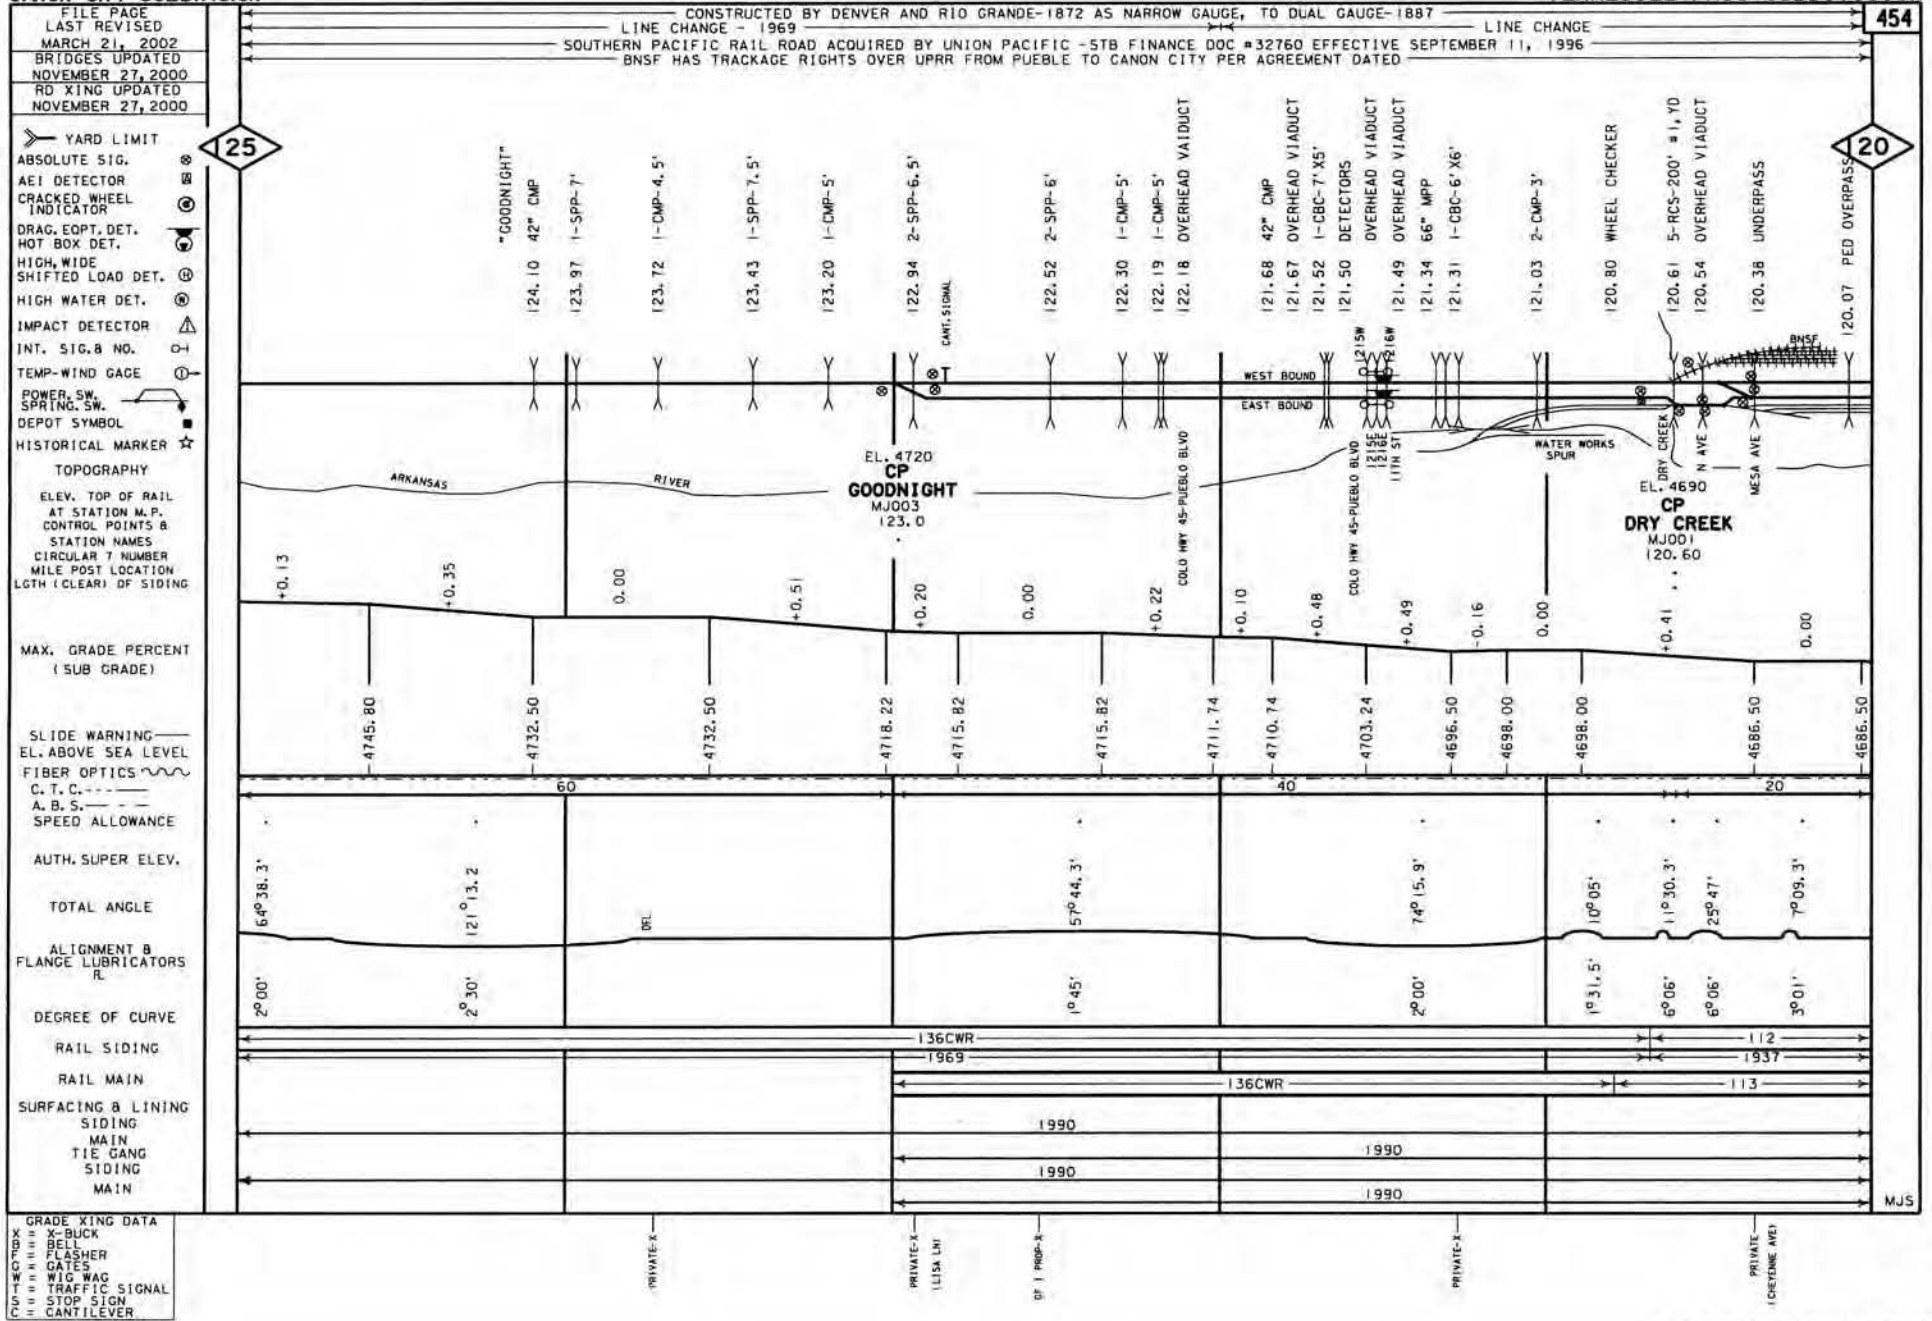 FILE PAGE
LAST REVISED
MARCH 21, 2002
BRIDGES UPDATED
NOVEMBER 27, 2000
RD XING UPDATED
NOVEMBER 27, 2000
CONSTRUCTED BY DENVER AND RIO GRANDE-1872 AS NARROW GAUGE, TO DUAL GAUGE-1887
LINE CHANGE - 1969
LINE CHANGE
SOUTHERN PACIFIC RAIL ROAD ACQUIRED BY UNION PACIFIC -STB FINANCE DOC #32760 EFFECTIVE SEPTEMBER 11, 1996
BNSF HAS TRACKAGE RIGHTS OVER UPRR FROM PUEBLE TO CANON CITY PER AGREEMENT DATED
454
125
120
YARD LIMIT
ABSOLUTE SIG.
AEI DETECTOR
CRACKED WHEEL
INDICATOR
DRAG. EQPT. DET.
HOT BOX DET.
HIGH, WIDE
SHIFTED LOAD DET.
HIGH WATER DET.
IMPACT DETECTOR
INT. SIG.& NO.
TEMP-WIND GAGE
POWER. SW.
SPRING. SW.
DEPOT SYMBOL
HISTORICAL MARKER
TOPOGRAPHY
ELEV. TOP OF RAIL
AT STATION M.P.
CONTROL POINTS &
STATION NAMES
CIRCULAR 7 NUMBER
MILE POST LOCATION
LGTH (CLEAR) OF SIDING
MAX. GRADE PERCENT
(SUB GRADE)
SLIDE WARNING
EL. ABOVE SEA LEVEL
FIBER OPTICS
C. T. C.
A. B. S.
SPEED ALLOWANCE
AUTH. SUPER ELEV.
TOTAL ANGLE
ALIGNMENT &
FLANGE LUBRICATORS
DEGREE OF CURVE
RAIL SIDING
RAIL MAIN
SURFACING & LINING
SIDING
MAIN
TIE GANG
SIDING
MAIN
"GOODNIGHT"
124.10 42" CMP
123.97 1-SPP-7'
123.72 1-CMP-4.5'
123.43 1-SPP-7.5'
123.20 1-CMP-5'
122.94 2-SPP-6.5'
CANT. SIGNAL
122.52 2-SPP-6'
122.30 1-CMP-5'
122.19 1-CMP-5'
122.18 OVERHEAD VAIDUCT
121.68 42" CMP
121.67 OVERHEAD VIADUCT
121.52 1-CBC-7'X5'
121.50 DETECTORS
OVERHEAD VIADUCT
121.49 OVERHEAD VIADUCT
121.34 66" MPP
121.31 1-CBC-6'X6'
121.03 2-CMP-3'
120.80 WHEEL CHECKER
120.61 5-RCS-200' #1, YD
120.54 OVERHEAD VIADUCT
120.38 UNDERPASS
120.07 PED OVERPASS
1215W
1216W
BNSF
WEST BOUND
EAST BOUND
1215E
1216E
11TH ST
COLO HWY 45-PUEBLO BLVD
COLO HWY 45-PUEBLO BLVD
WATER WORKS
SPUR
DRY CREEK
N AVE
MESA AVE
ARKANSAS
RIVER
EL. 4720
CP
GOODNIGHT
MJ003
123.0
EL. 4690
CP
DRY CREEK
MJ001
120.60
+0.13
+0.35
0.00
+0.51
+0.20
0.00
+0.22
+0.10
+0.48
+0.49
-0.16
0.00
+0.41
0.00
4745.80
4732.50
4732.50
4718.22
4715.82
4715.82
4711.74
4710.74
4703.24
4696.50
4698.00
4698.00
4686.50
4686.50
60
40
20
64°38.3'
121°13.2
57°44.3'
74°15.9'
10°05'
11°30.3'
25°47'
7°09.3'
2°00'
2°30'
1°45'
2°00'
1°31.5'
6°06'
6°06'
3°01'
136CWR
112
1969
1937
136CWR
113
1990
1990
1990
1990
MJS
GRADE XING DATA
X = X-BUCK
B = BELL
F = FLASHER
G = GATES
W = WIG WAG
T = TRAFFIC SIGNAL
S = STOP SIGN
C = CANTILEVER
PRIVATE-X
PRIVATE-X
(LISA LN)
PRIVATE-X
PRIVATE
(CHEYENNE AVE)